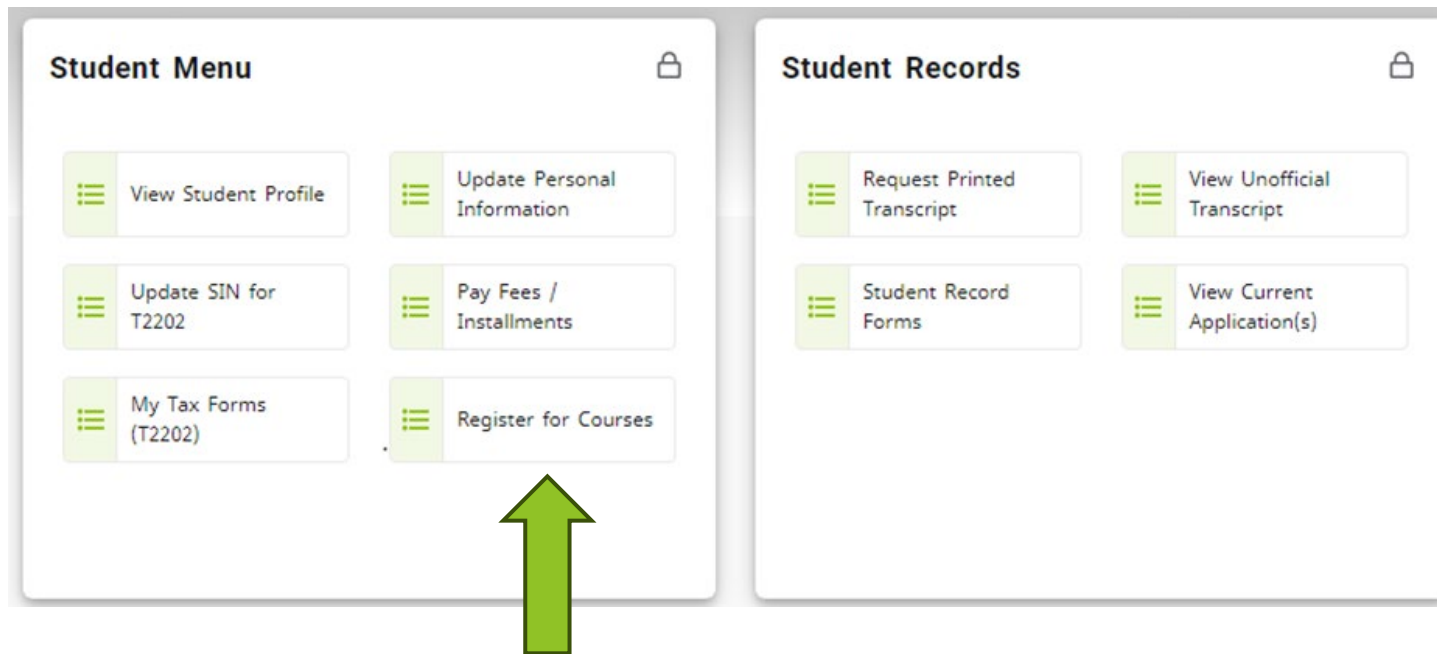 Student Menu
View Student Profile
Update Personal
Information
Update SIN for
T2202
Pay Fees /
Installments
My Tax Forms
(T2202)
.
Register for Courses
Student Records
Request Printed
Transcript
View Unofficial
Transcript
Student Record
Forms
View Current
Application(s)